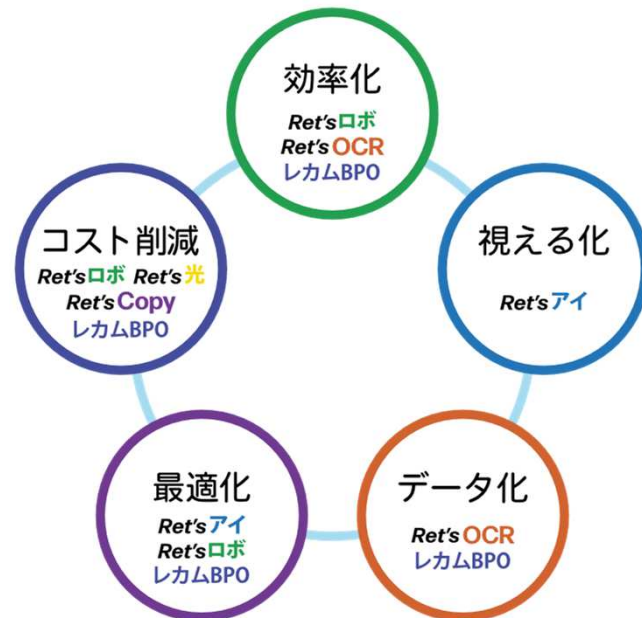 効率化
Ret'sロボ
Ret'sOCR
レカムBPO
視える化
Ret'sアイ
データ化
Ret'sOCR
レカムBPO
最適化
Ret'sアイ
Ret'sロボ
レカムBPO
コスト削減
Ret'sロボ Ret's光
Ret'sCopy
レカムBPO